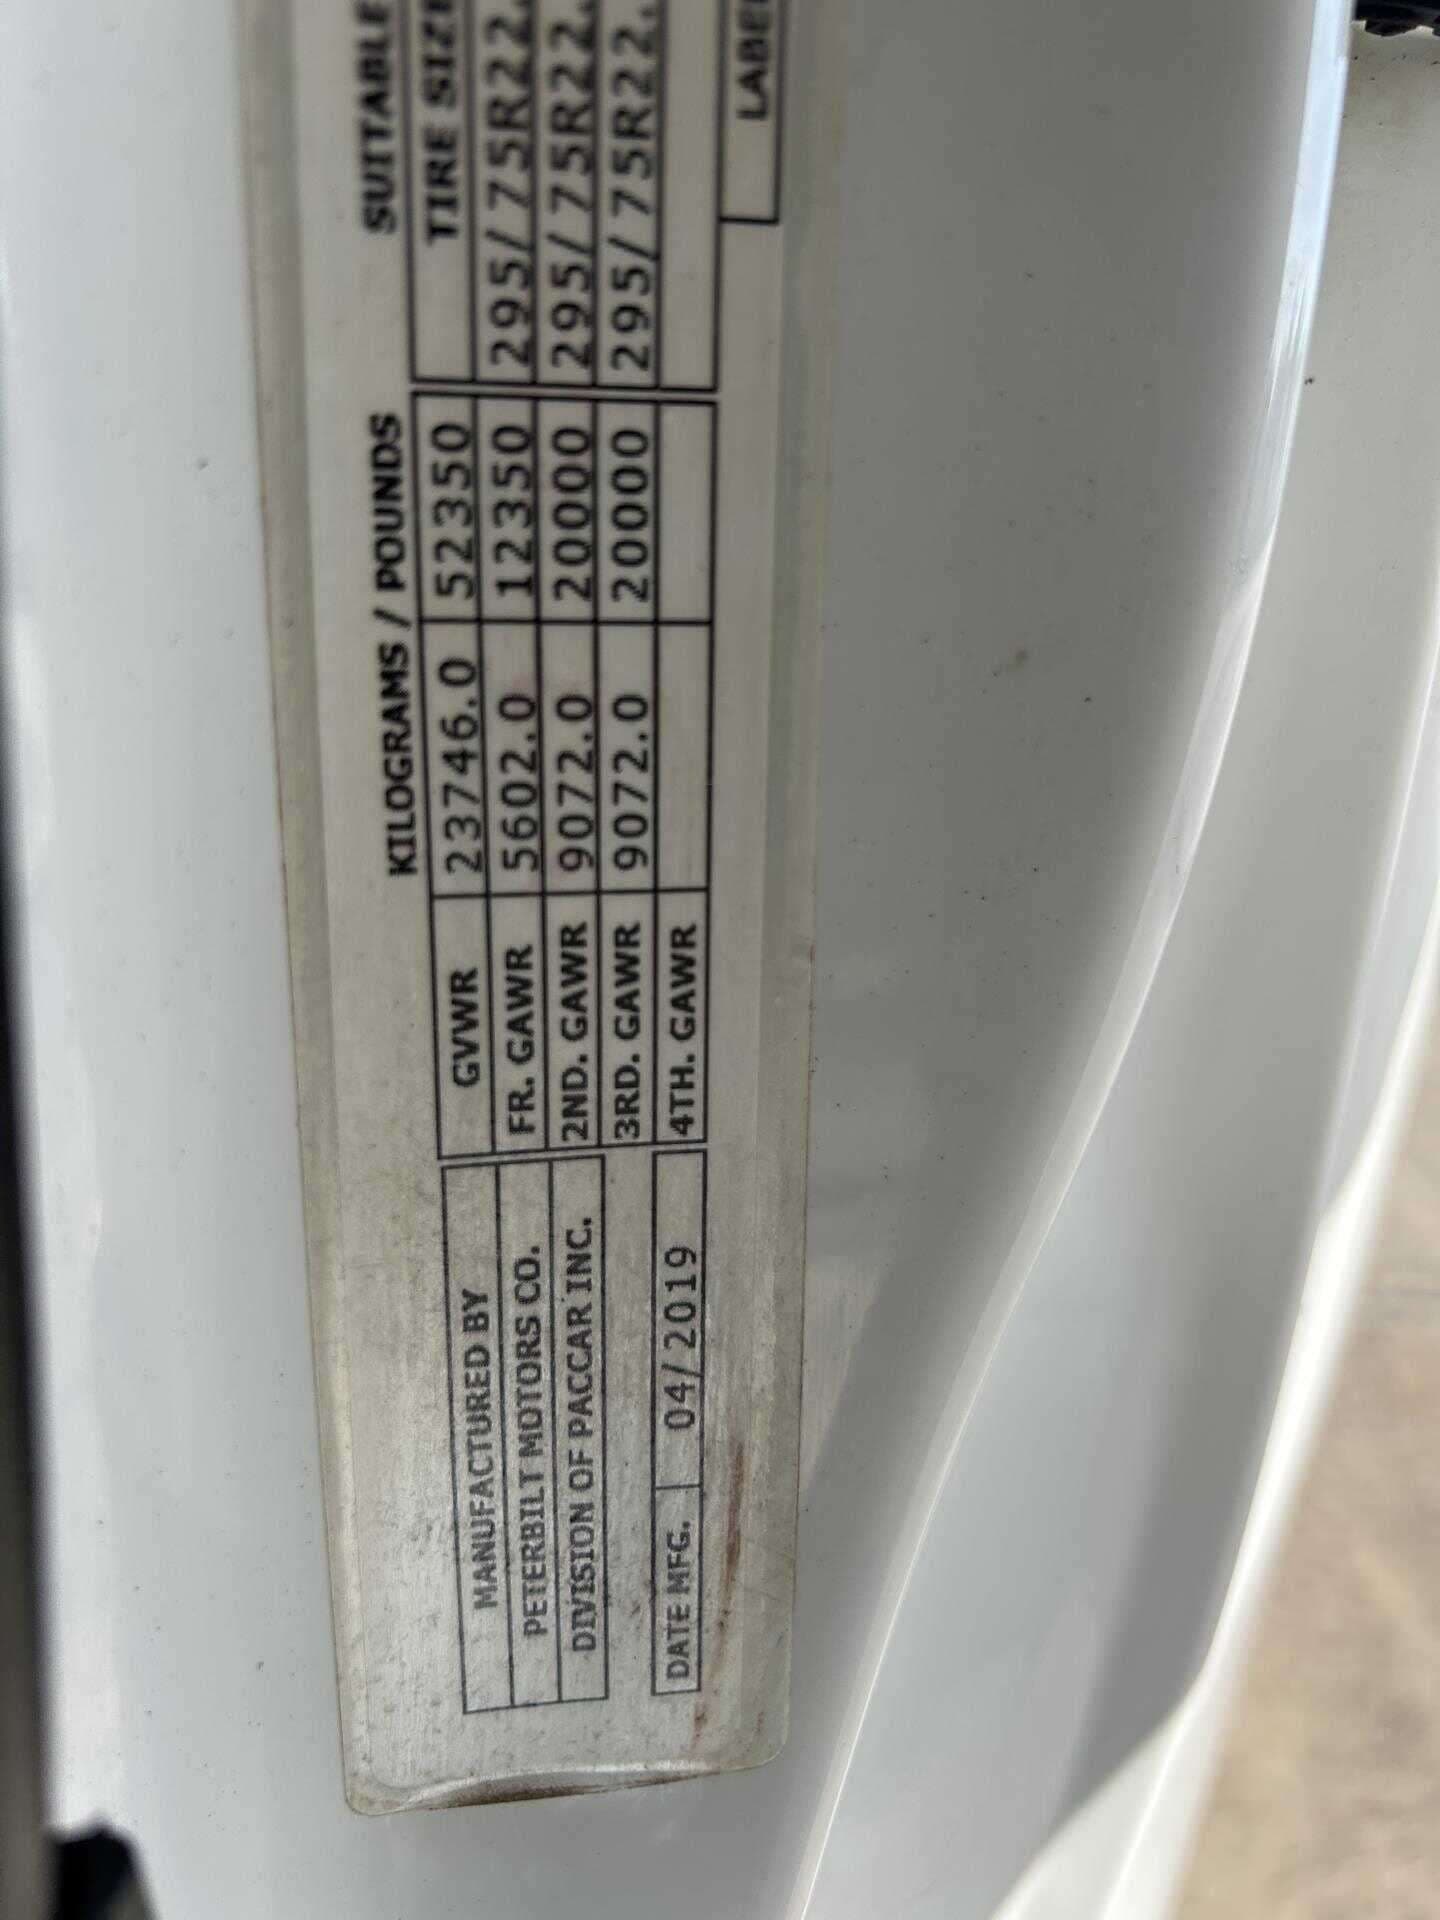 KILOGRAMS / POUNDS
SUITABLE
TIRE SIZE
MANUFACTURED BY
PETERBILT MOTORS CO.
DIVISION OF PACCAR INC.
DATE MFG. 04/2019
GVWR 23746.0 52350
FR. GAWR 5602.0 12350 295/75R22.
2ND. GAWR 9072.0 20000 295/75R22.
3RD. GAWR 9072.0 20000 295/75R22.
4TH. GAWR
LABEL